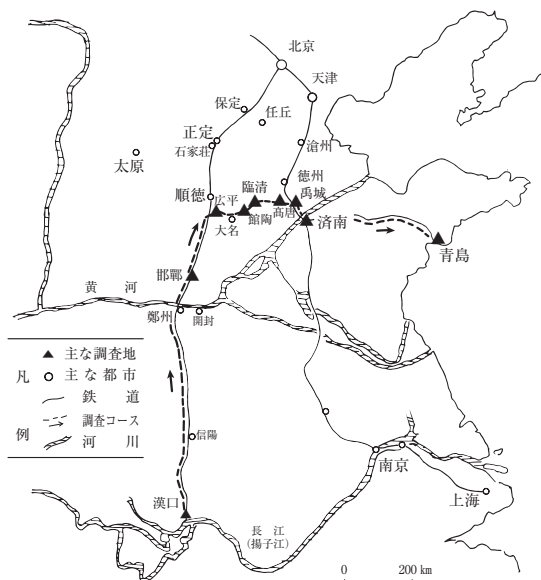 北京
天津
保定
任丘
正定
石家荘
滄州
太原
徳州
順徳
広平
臨清
禹城
高唐
館陶
大名
済南
青島
邯鄲
黄河
鄭州
開封
凡例
主な調査地
主な都市
鉄道
調査コース
河川
信陽
漢口
南京
上海
長江
(揚子江)
0 200 km